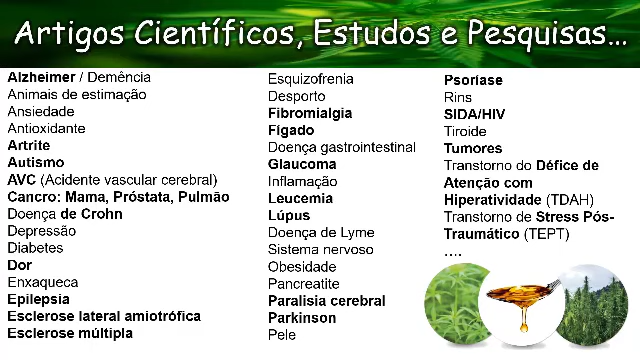 Artigos Científicos, Estudos e Pesquisas...
Alzheimer / Demência
Animais de estimação
Ansiedade
Antioxidante
Artrite
Autismo
AVC (Acidente vascular cerebral)
Cancro: Mama, Próstata, Pulmão
Doença de Crohn
Depressão
Diabetes
Dor
Enxaqueca
Epilepsia
Esclerose lateral amiotrófica
Esclerose múltipla
Esquizofrenia
Desporto
Fibromialgia
Fígado
Doença gastrointestinal
Glaucoma
Inflamação
Leucemia
Lúpus
Doença de Lyme
Sistema nervoso
Obesidade
Pancreatite
Paralisia cerebral
Parkinson
Pele
Psoríase
Rins
SIDA/HIV
Tiroide
Tumores
Transtorno do Défice de
Atenção com
Hiperatividade (TDAH)
Transtorno de Stress Pós-
Traumático (TEPT)
....